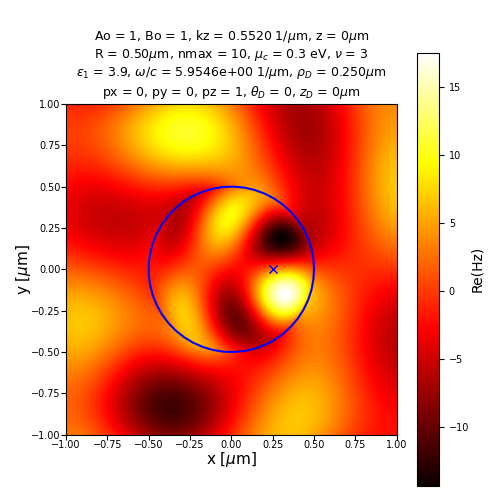 Ao = 1, Bo = 1, kz = 0.5520 1/μm, z = 0μm
R = 0.50μm, nmax = 10, μc = 0.3 eV, ν = 3
ε1 = 3.9, ω/c = 5.9546e+00 1/μm, ρD = 0.250μm
px = 0, py = 0, pz = 1, θD = 0, zD = 0μm
1.00
0.75
0.50
0.25
0.00
−0.25
−0.50
−0.75
−1.00
y [μm]
−1.00 −0.75 −0.50 −0.25 0.00 0.25 0.50 0.75 1.00
x [μm]
15
10
5
0
−5
−10
Re(Hz)